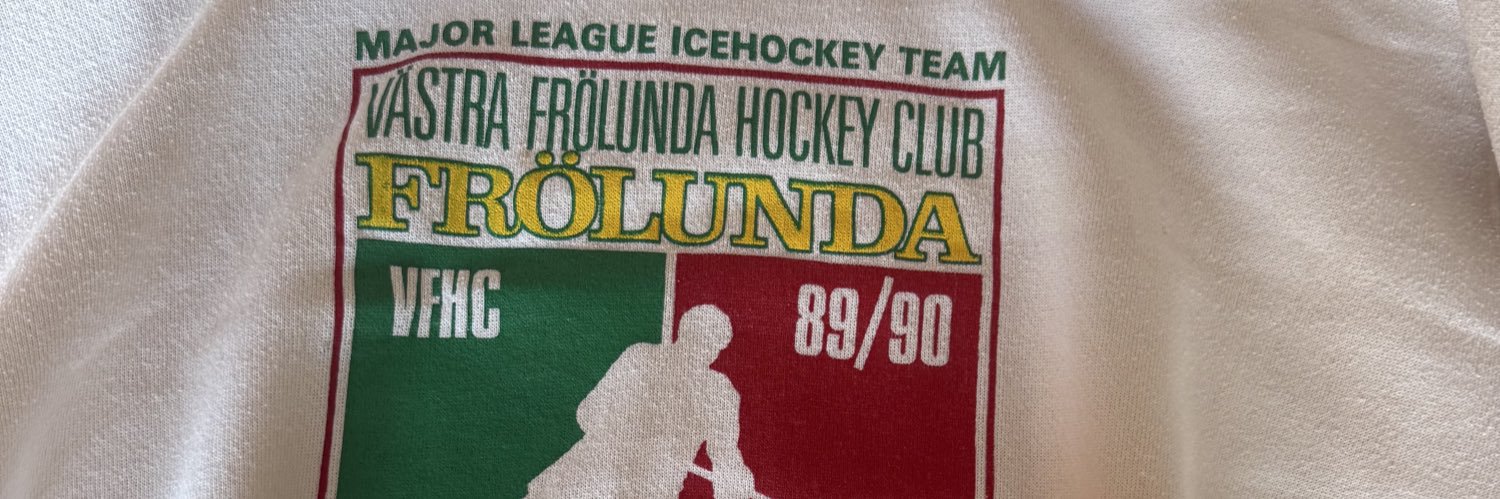 MAJOR LEAGUE ICEHOCKEY TEAM
VÄSTRA FRÖLUNDA HOCKEY CLUB
FRÖLUNDA
VFHC
89/90